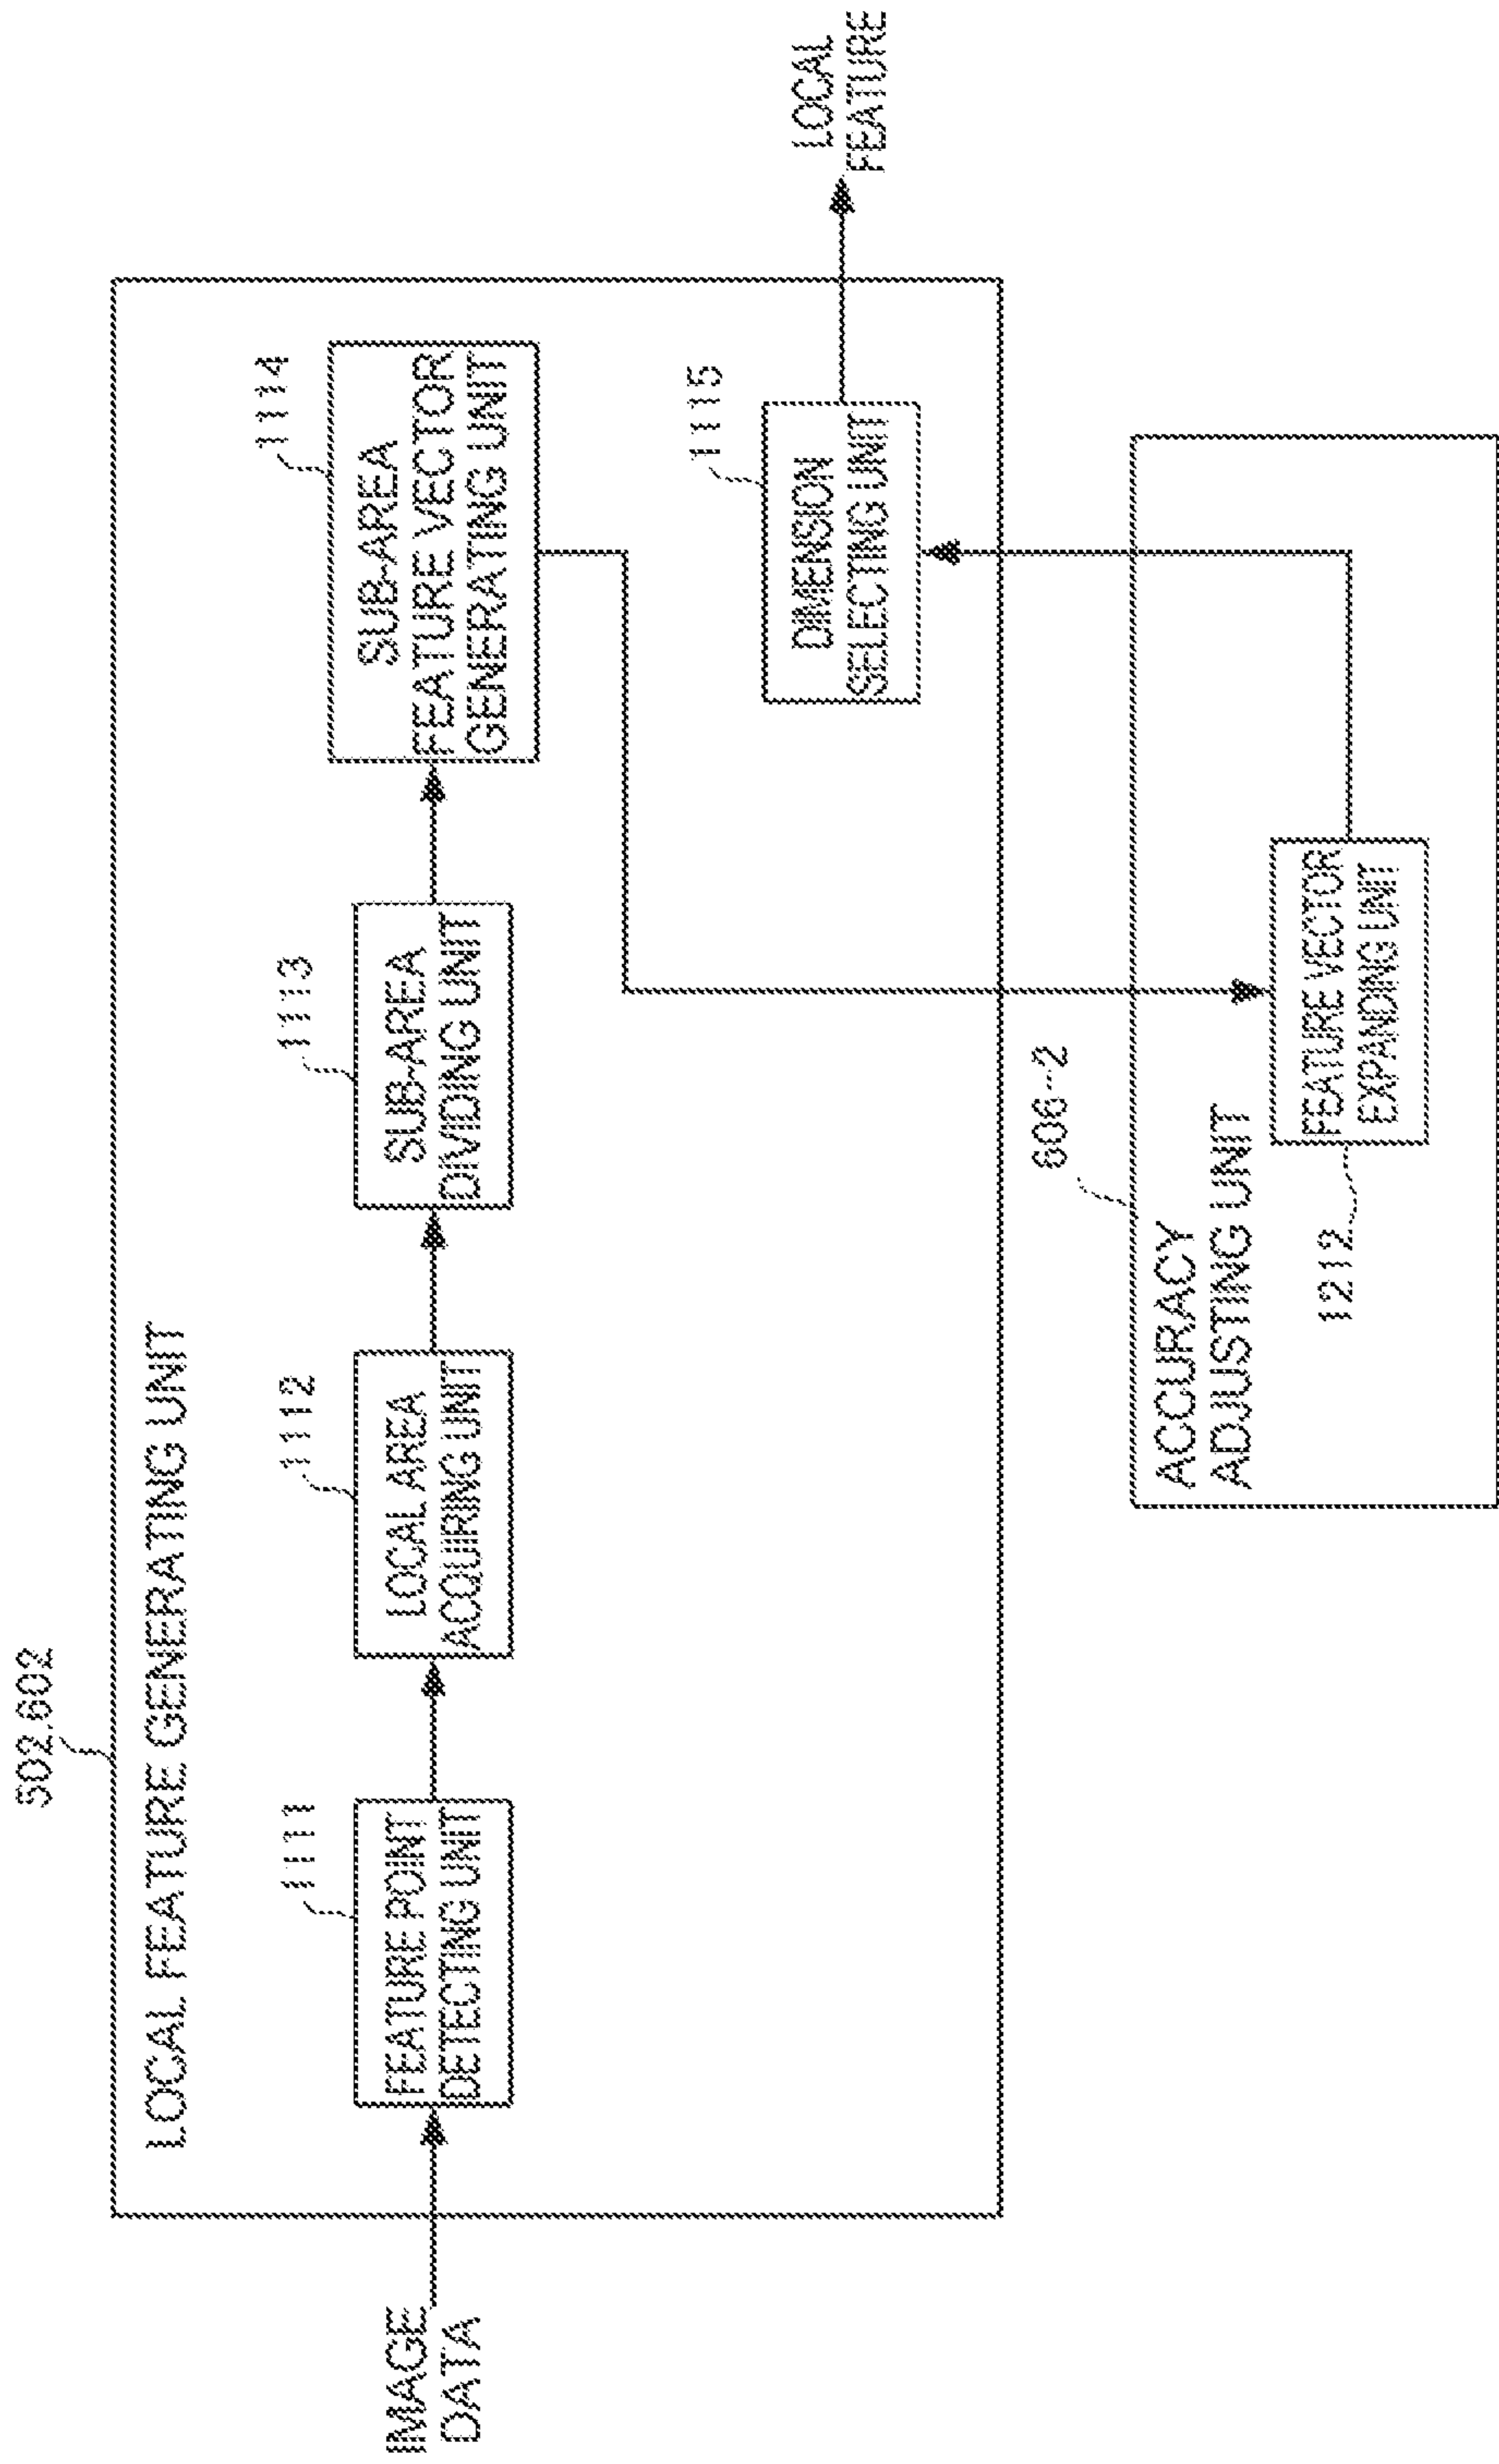 502,602
LOCAL FEATURE GENERATING UNIT
IMAGE
DATA
1111
FEATURE POINT
DETECTING UNIT
1112
LOCAL AREA
ACQUIRING UNIT
1113
SUB-AREA
DIVIDING UNIT
1114
SUB-AREA
FEATURE VECTOR
GENERATING UNIT
1115
DIMENSION
SELECTING UNIT
LOCAL
FEATURE
606-2
ACCURACY
ADJUSTING UNIT
1212
FEATURE VECTOR
EXPANDING UNIT